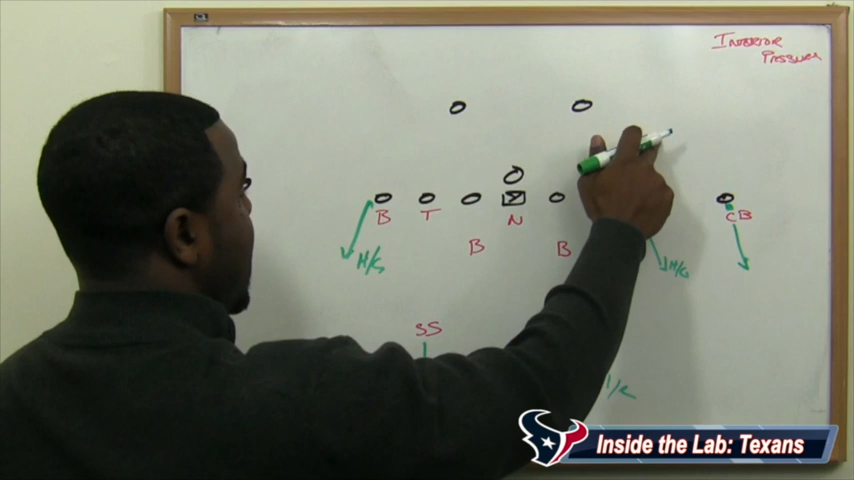 INTERIOR
PRESSURE
B T N CB
B B
H/C H/C
SS
Inside the Lab: Texans